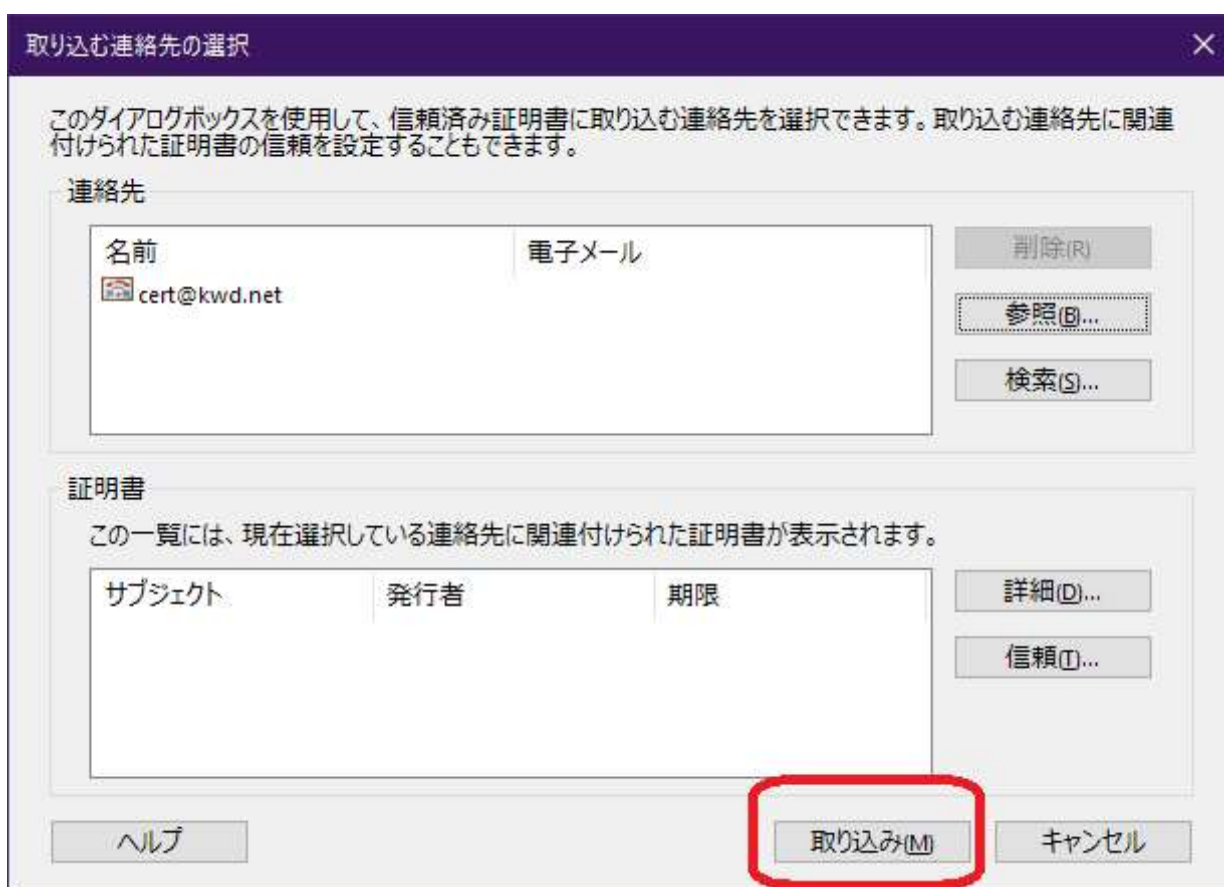 取り込む連絡先の選択
このダイアログボックスを使用して、信頼済み証明書に取り込む連絡先を選択できます。取り込む連絡先に関連
付けられた証明書の信頼を設定することもできます。
連絡先
名前 電子メール
cert@kwd.net
削除(R)
参照(B)...
検索(S)...
証明書
この一覧には、現在選択している連絡先に関連付けられた証明書が表示されます。
サブジェクト 発行者 期限
詳細(D)...
信頼(T)...
ヘルプ 取り込み(M) キャンセル